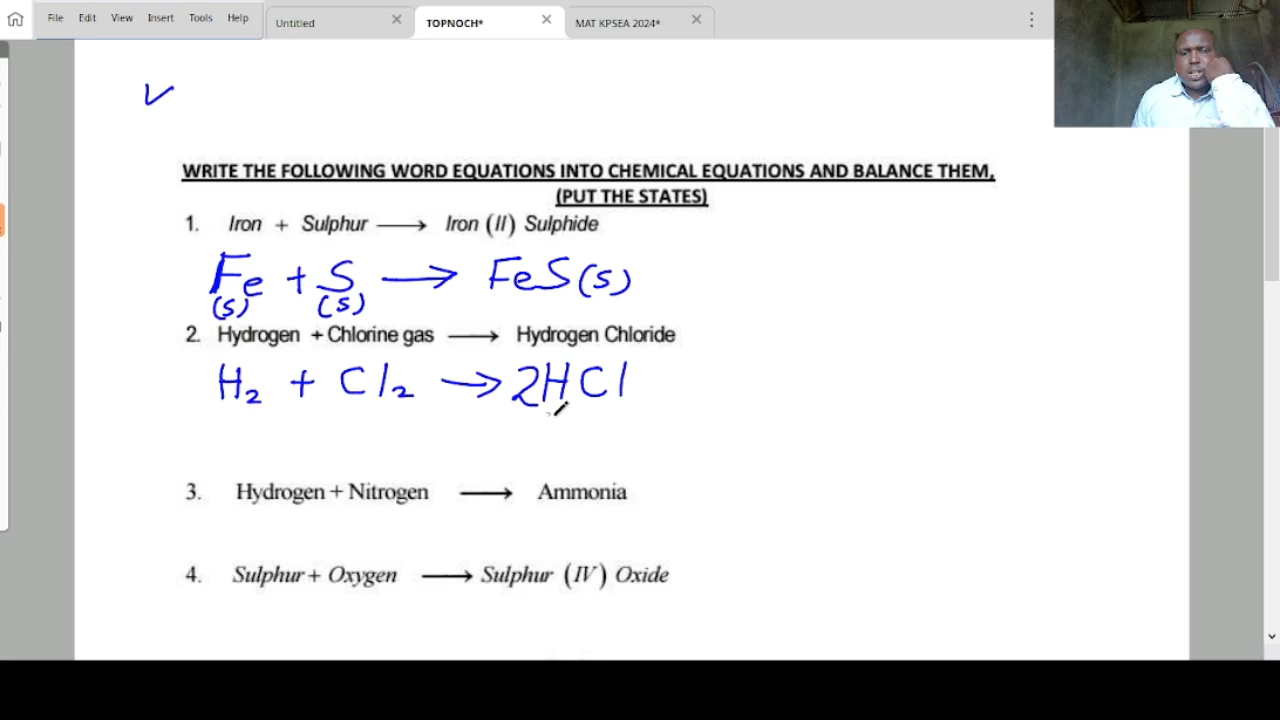 File Edit View Insert Tools Help Untitled TOPNOCH* MAT KPSEA 2024*
WRITE THE FOLLOWING WORD EQUATIONS INTO CHEMICAL EQUATIONS AND BALANCE THEM,
(PUT THE STATES)
1. Iron + Sulphur ⟶ Iron (II) Sulphide
Fe + S ⟶ FeS(s)
(s) (s)
2. Hydrogen + Chlorine gas ⟶ Hydrogen Chloride
H₂ + Cl₂ ⟶ 2HCl
3. Hydrogen + Nitrogen ⟶ Ammonia
4. Sulphur + Oxygen ⟶ Sulphur (IV) Oxide